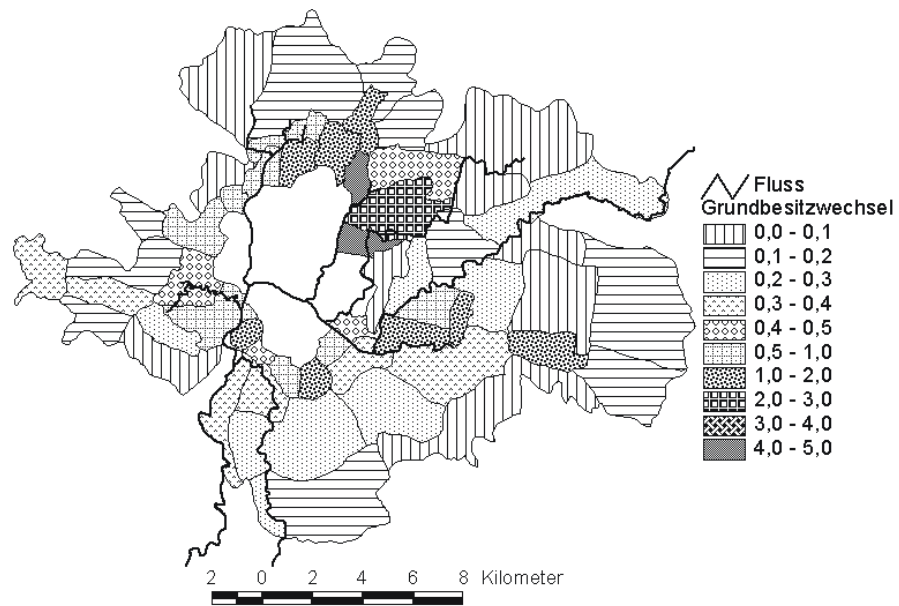 Fluss
Grundbesitzwechsel
0,0 - 0,1
0,1 - 0,2
0,2 - 0,3
0,3 - 0,4
0,4 - 0,5
0,5 - 1,0
1,0 - 2,0
2,0 - 3,0
3,0 - 4,0
4,0 - 5,0
2 0 2 4 6 8 Kilometer